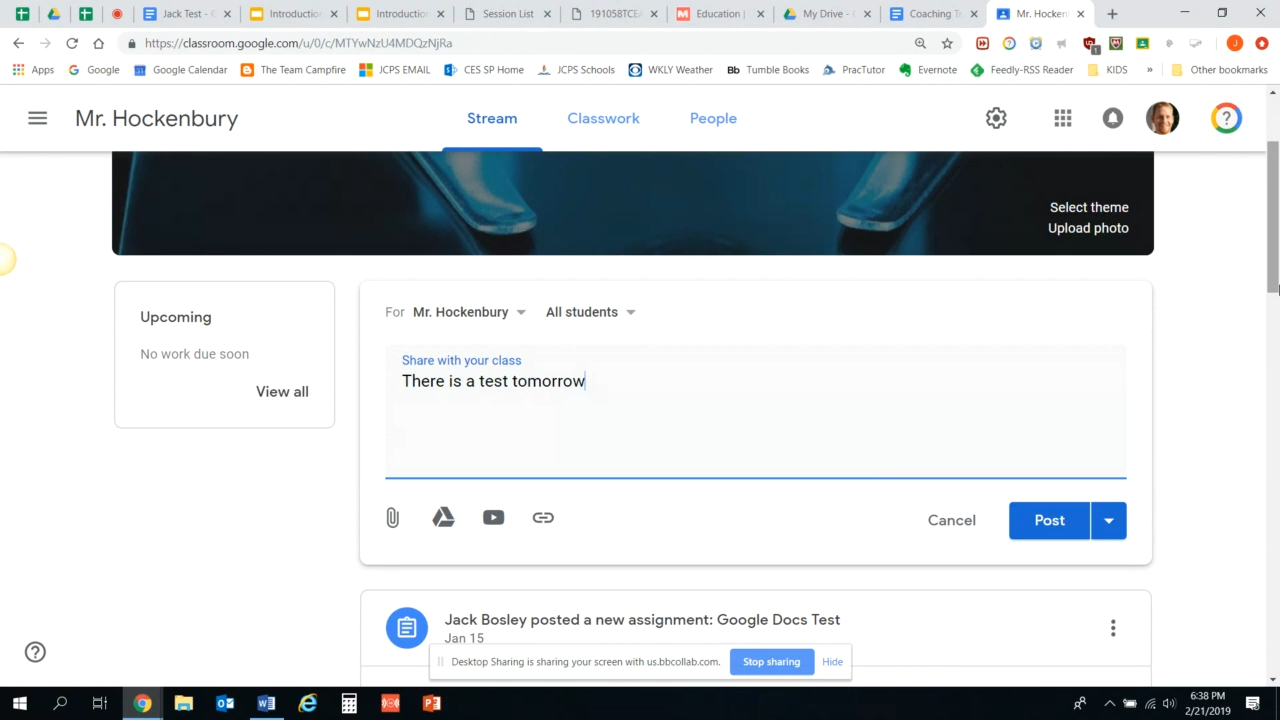 Jack Test - G
Introduction
Introduction
Session List
191058TCEA
Education
My Drive -
Coaching Te
Mr. Hocken
https://classroom.google.com/u/0/c/MTYwNzU4MDQzNjRa
Apps Google Google Calendar The Team Campfire JCPS EMAIL CES SP Home JCPS Schools WKLY Weather Bb Tumble Books PracTutor Evernote Feedly-RSS Reader KIDS » Other bookmarks
Mr. Hockenbury
Stream Classwork People
Select theme
Upload photo
Upcoming
No work due soon
View all
For Mr. Hockenbury All students
Share with your class
There is a test tomorrow
Cancel Post
Jack Bosley posted a new assignment: Google Docs Test
Jan 15
Desktop Sharing is sharing your screen with us.bbcollab.com. Stop sharing Hide
6:38 PM
2/21/2019